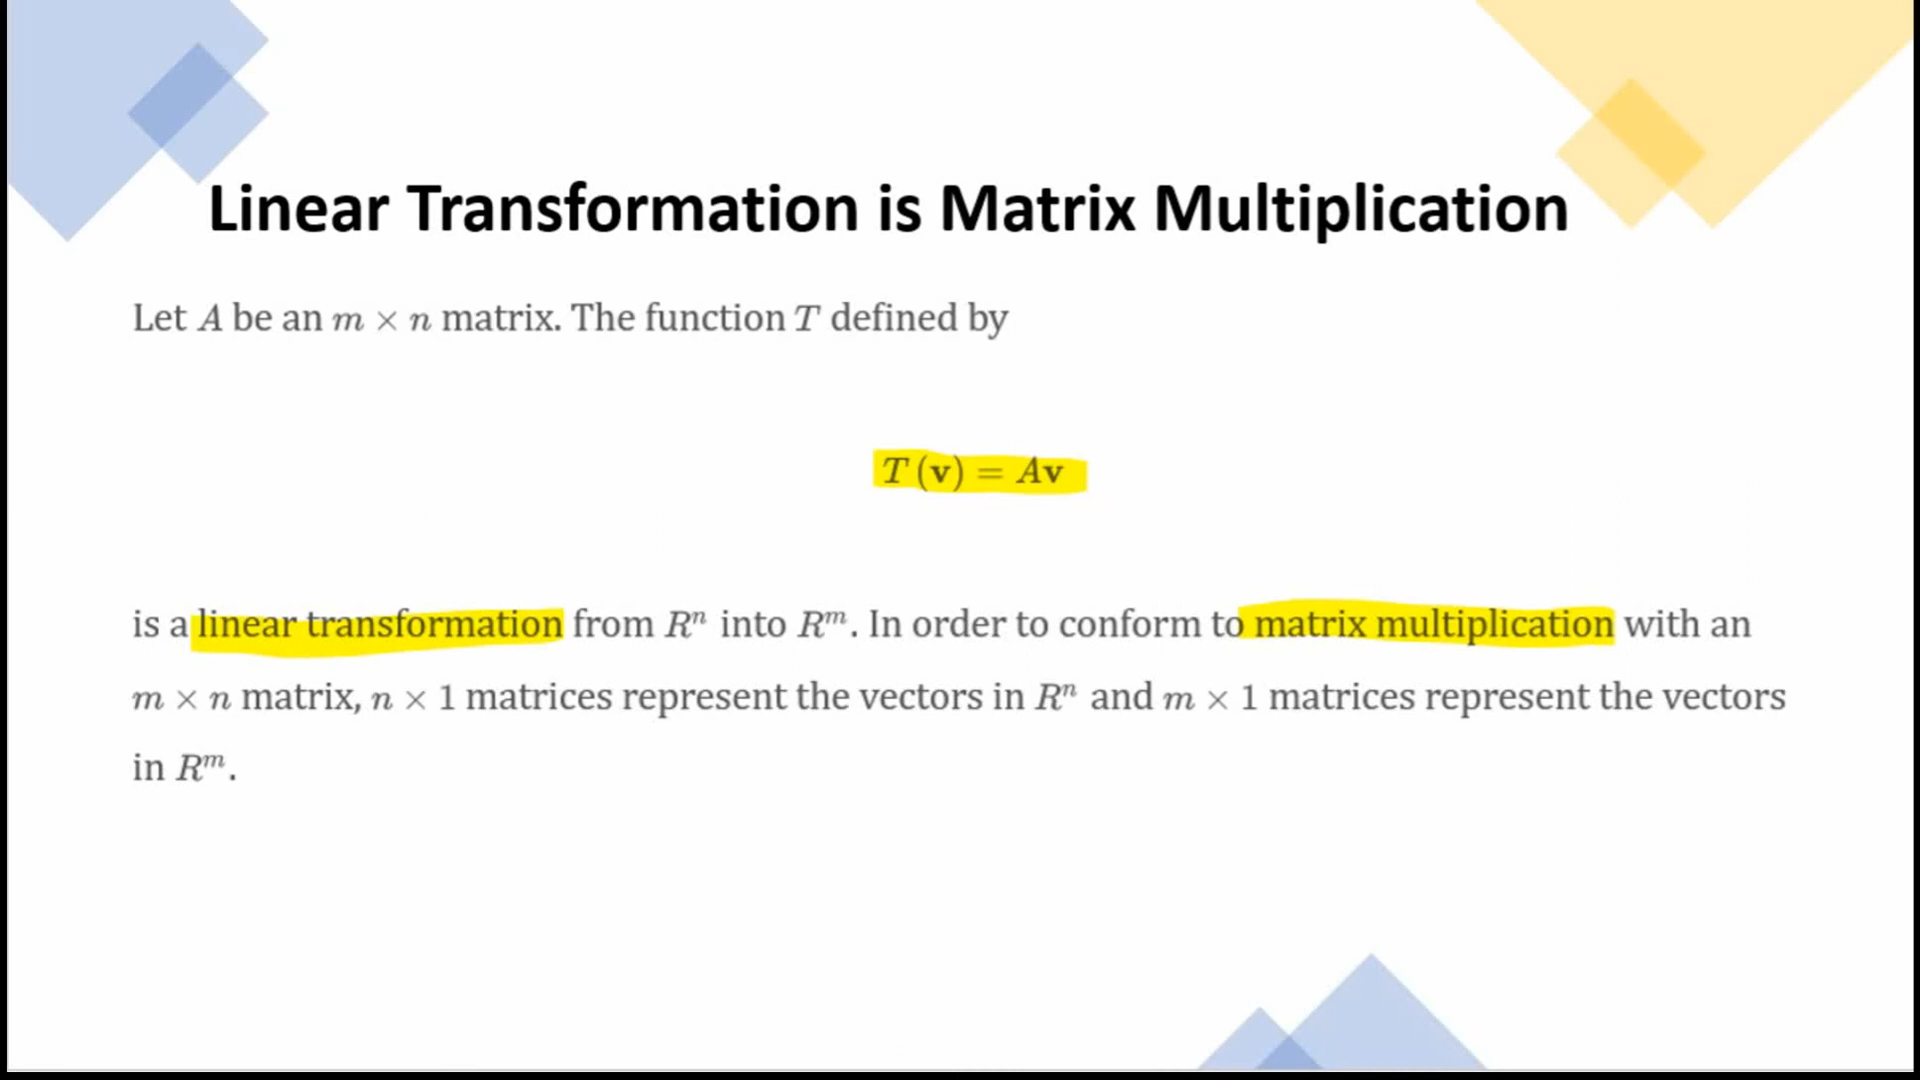 Linear Transformation is Matrix Multiplication
Let A be an m × n matrix. The function T defined by
T (v) = Av
is a linear transformation from Rⁿ into Rᵐ. In order to conform to matrix multiplication with an
m × n matrix, n × 1 matrices represent the vectors in Rⁿ and m × 1 matrices represent the vectors
in Rᵐ.